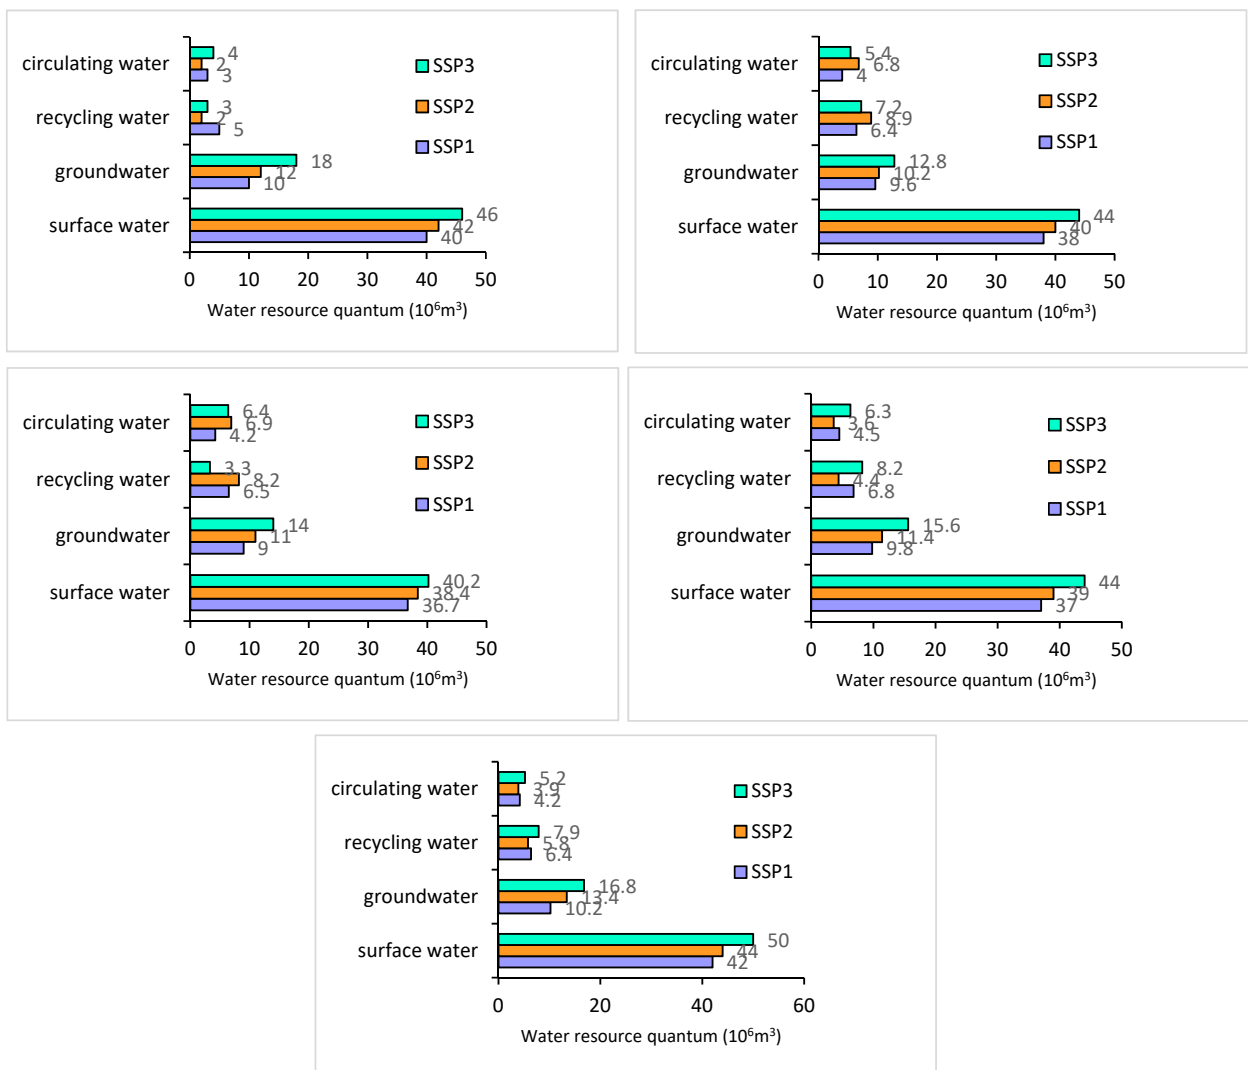 circulating water
4
2
3
SSP3
recycling water
3
2
5
SSP2
groundwater
18
12
10
SSP1
surface water
46
42
40
0 10 20 30 40 50
Water resource quantum (10⁶m³)
circulating water
5.4
6.8
4
SSP3
recycling water
7.2
8.9
6.4
SSP2
groundwater
12.8
10.2
9.6
SSP1
surface water
44
40
38
0 10 20 30 40 50
Water resource quantum (10⁶m³)
circulating water
6.4
6.9
4.2
SSP3
recycling water
3.3
8.2
6.5
SSP2
groundwater
14
11
9
SSP1
surface water
40.2
38.4
36.7
0 10 20 30 40 50
Water resource quantum (10⁶m³)
circulating water
6.3
3.6
4.5
SSP3
recycling water
8.2
4.4
6.8
SSP2
groundwater
15.6
11.4
9.8
SSP1
surface water
44
39
37
0 10 20 30 40 50
Water resource quantum (10⁶m³)
circulating water
5.2
3.9
4.2
SSP3
recycling water
7.9
5.8
6.4
SSP2
groundwater
16.8
13.4
10.2
SSP1
surface water
50
44
42
0 20 40 60
Water resource quantum (10⁶m³)